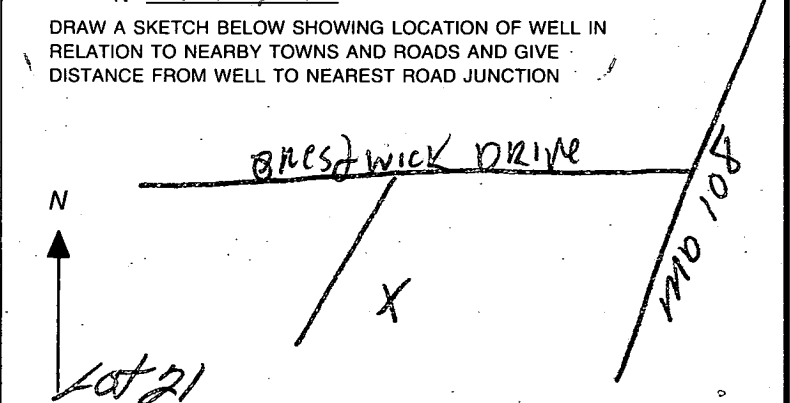 DRAW A SKETCH BELOW SHOWING LOCATION OF WELL IN
RELATION TO NEARBY TOWNS AND ROADS AND GIVE
DISTANCE FROM WELL TO NEAREST ROAD JUNCTION
BRESTWICK DRIVE
MD 108
N
X
Lot 21